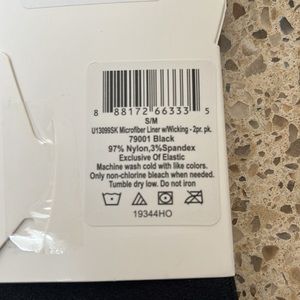 8 88172 66333 5
S/M
U13099SK Microfiber Liner w/Wicking - 2pr. pk.
79001 Black
97% Nylon,3%Spandex
Exclusive Of Elastic
Machine wash cold with like colors.
Only non-chlorine bleach when needed.
Tumble dry low. Do not iron
19344HO